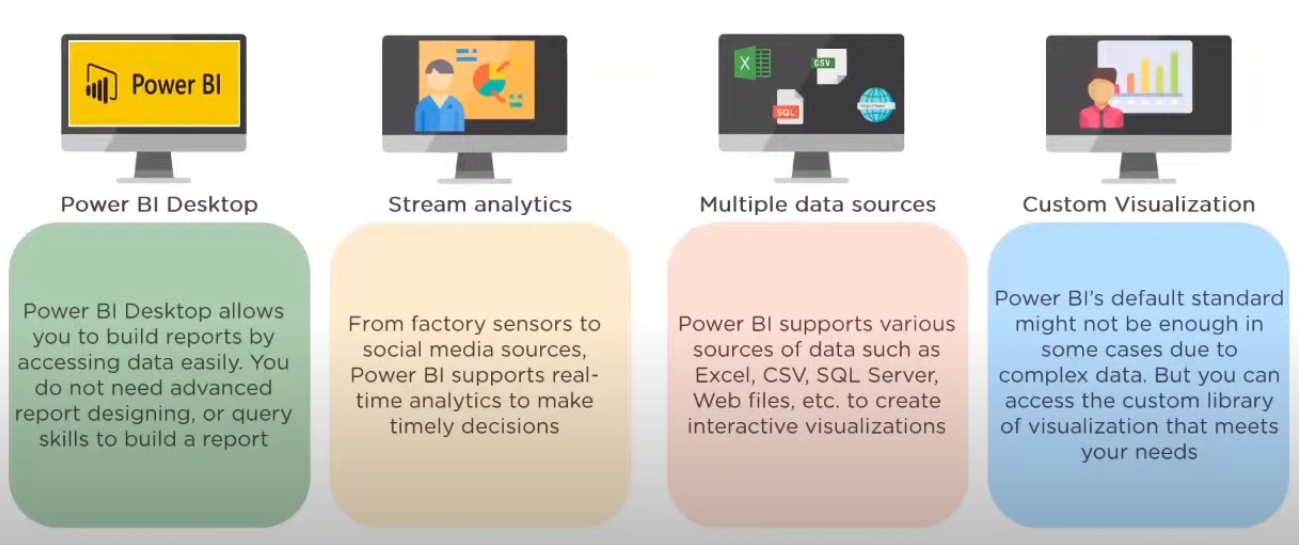 Power BI
X
CSV
SQL
Power BI Desktop
Power BI Desktop allows
you to build reports by
accessing data easily. You
do not need advanced
report designing, or query
skills to build a report
Stream analytics
From factory sensors to
social media sources,
Power BI supports real-
time analytics to make
timely decisions
Multiple data sources
Power BI supports various
sources of data such as
Excel, CSV, SQL Server,
Web files, etc. to create
interactive visualizations
Custom Visualization
Power BI's default standard
might not be enough in
some cases due to
complex data. But you can
access the custom library
of visualization that meets
your needs